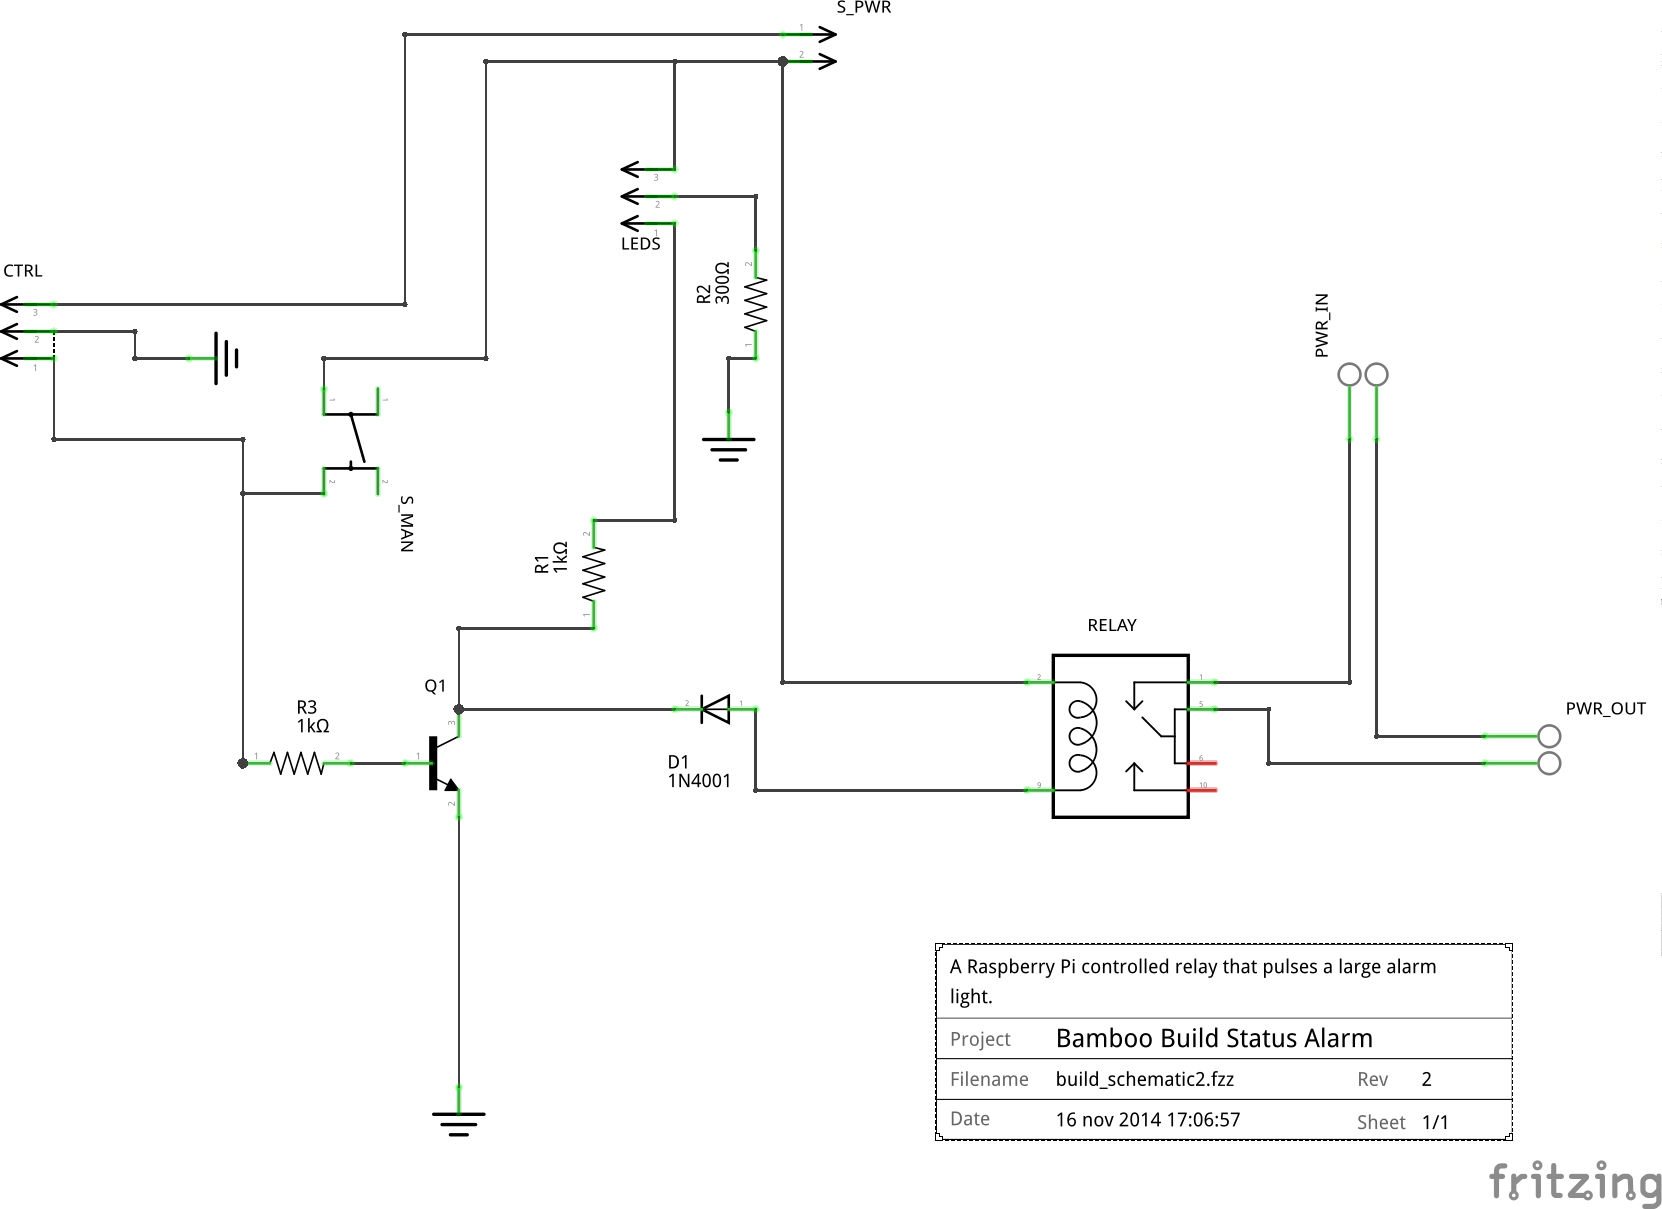 S_PWR
1
2
3
2
1
LEDS
CTRL
3
2
1
R2
300Ω
2
1
PWR_IN
1
1
2
2
S_MAN
R1
1kΩ
2
1
RELAY
2
9
1
5
6
10
PWR_OUT
Q1
3
1
2
R3
1kΩ
1
2
2
1
D1
1N4001
A Raspberry Pi controlled relay that pulses a large alarm
light.
Project Bamboo Build Status Alarm
Filename build_schematic2.fzz Rev 2
Date 16 nov 2014 17:06:57 Sheet 1/1
fritzing